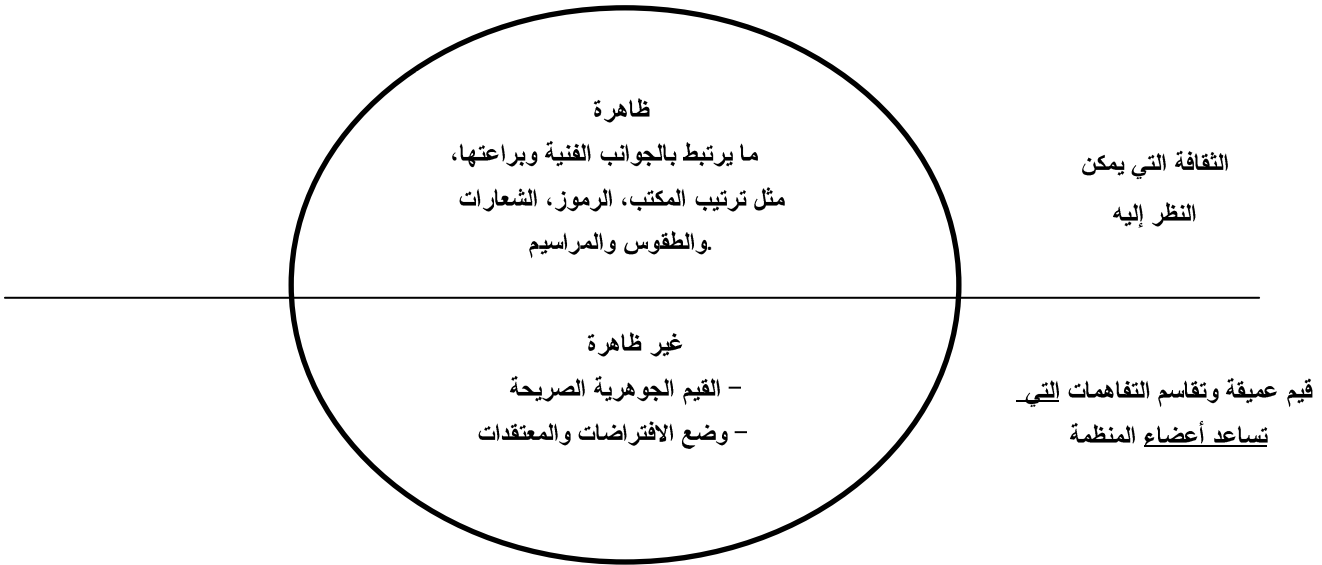 ظاهرة
ما يرتبط بالجوانب الفنية وبراعتها،
مثل ترتيب المكتب، الرموز، الشعارات
والطقوس والمراسيم.
الثقافة التي يمكن
النظر إليه
غير ظاهرة
– القيم الجوهرية الصريحة
– وضع الافتراضات والمعتقدات
قيم عميقة وتقاسم التفاهمات التي
تساعد أعضاء المنظمة